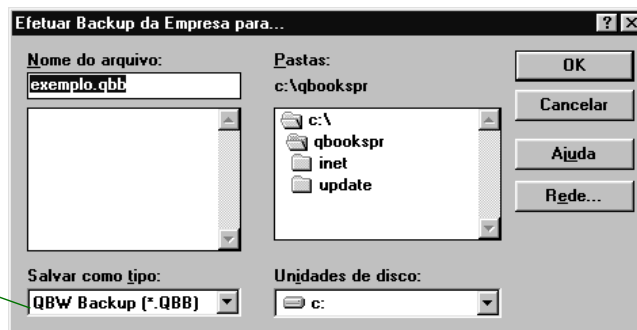 Efetuar Backup da Empresa para...
Nome do arquivo:
exemplo.qbb
Pastas:
c:\qbookspr
c:\
qbookspr
inet
update
OK
Cancelar
Ajuda
Rede...
Salvar como tipo:
QBW Backup (*.QBB)
Unidades de disco:
c: